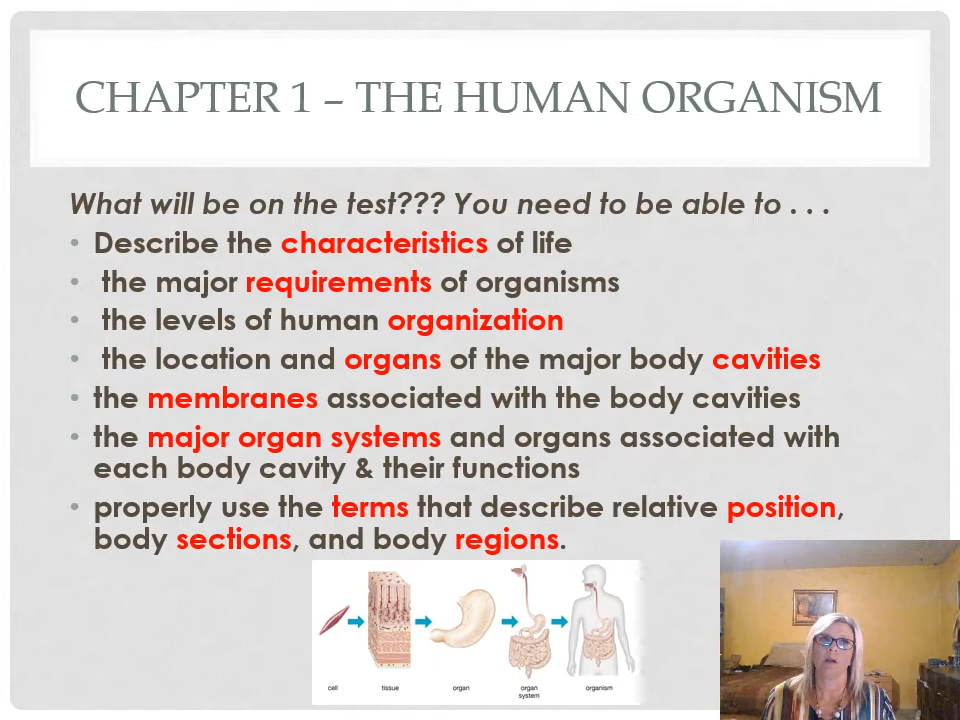 CHAPTER 1 – THE HUMAN ORGANISM
What will be on the test??? You need to be able to . . .
• Describe the characteristics of life
• the major requirements of organisms
• the levels of human organization
• the location and organs of the major body cavities
• the membranes associated with the body cavities
• the major organ systems and organs associated with
each body cavity & their functions
• properly use the terms that describe relative position,
body sections, and body regions.
cell
tissue
organ
organ
system
organism